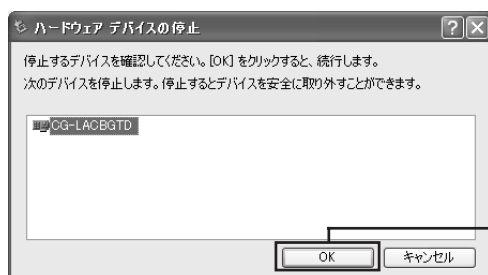 ハードウェア デバイスの停止
停止するデバイスを確認してください。[OK] をクリックすると、続行します。
次のデバイスを停止します。停止するとデバイスを安全に取り外すことができます。
CG-LACBGTD
OK キャンセル